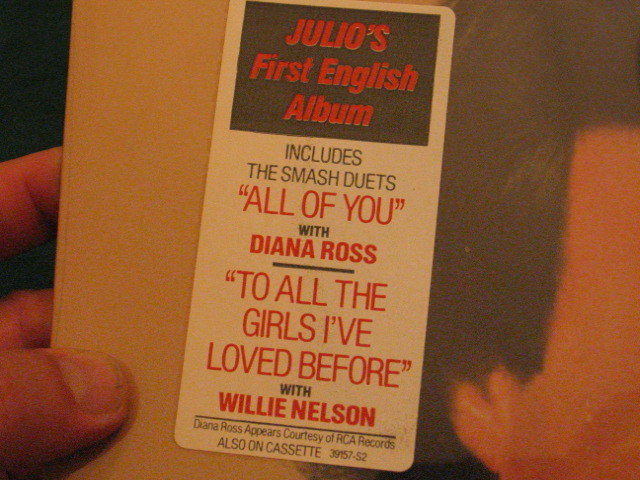 JULIO'S
First English
Album
INCLUDES
THE SMASH DUETS
"ALL OF YOU"
WITH
DIANA ROSS
"TO ALL THE
GIRLS I'VE
LOVED BEFORE"
WITH
WILLIE NELSON
Diana Ross Appears Courtesy of RCA Records
ALSO ON CASSETTE 39157-S2